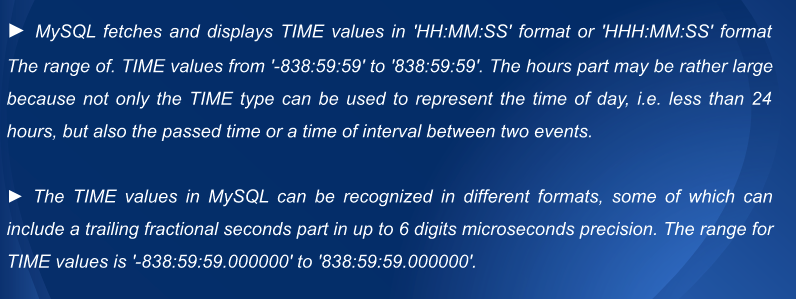 ► MySQL fetches and displays TIME values in 'HH:MM:SS' format or 'HHH:MM:SS' format
The range of. TIME values from '-838:59:59' to '838:59:59'. The hours part may be rather large
because not only the TIME type can be used to represent the time of day, i.e. less than 24
hours, but also the passed time or a time of interval between two events.
► The TIME values in MySQL can be recognized in different formats, some of which can
include a trailing fractional seconds part in up to 6 digits microseconds precision. The range for
TIME values is '-838:59:59.000000' to '838:59:59.000000'.